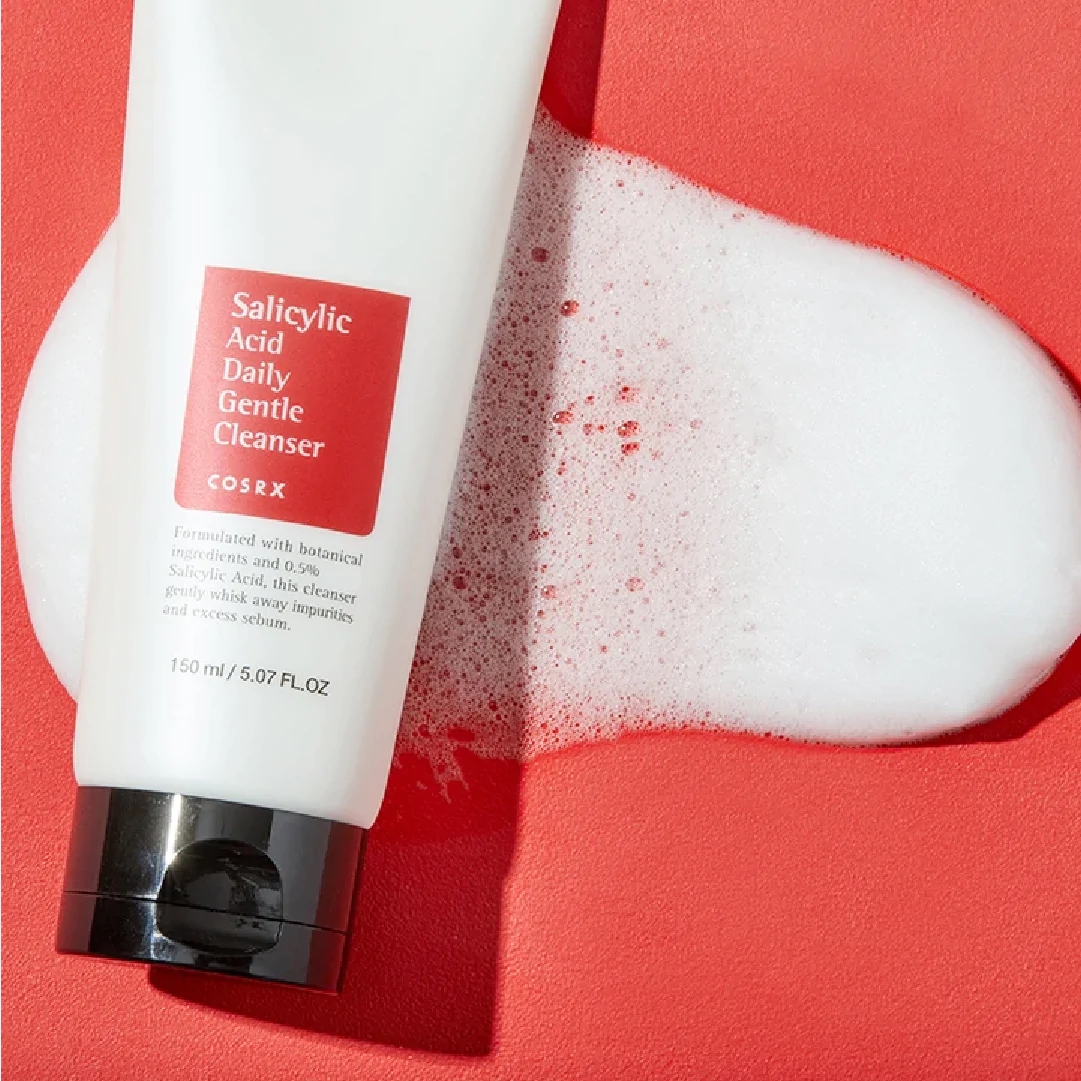 Salicylic
Acid
Daily
Gentle
Cleanser
COSRX
Formulated with botanical
ingredients and 0.5%
Salicylic Acid, this cleanser
gently whisk away impurities
and excess sebum.
150 ml / 5.07 FL.OZ